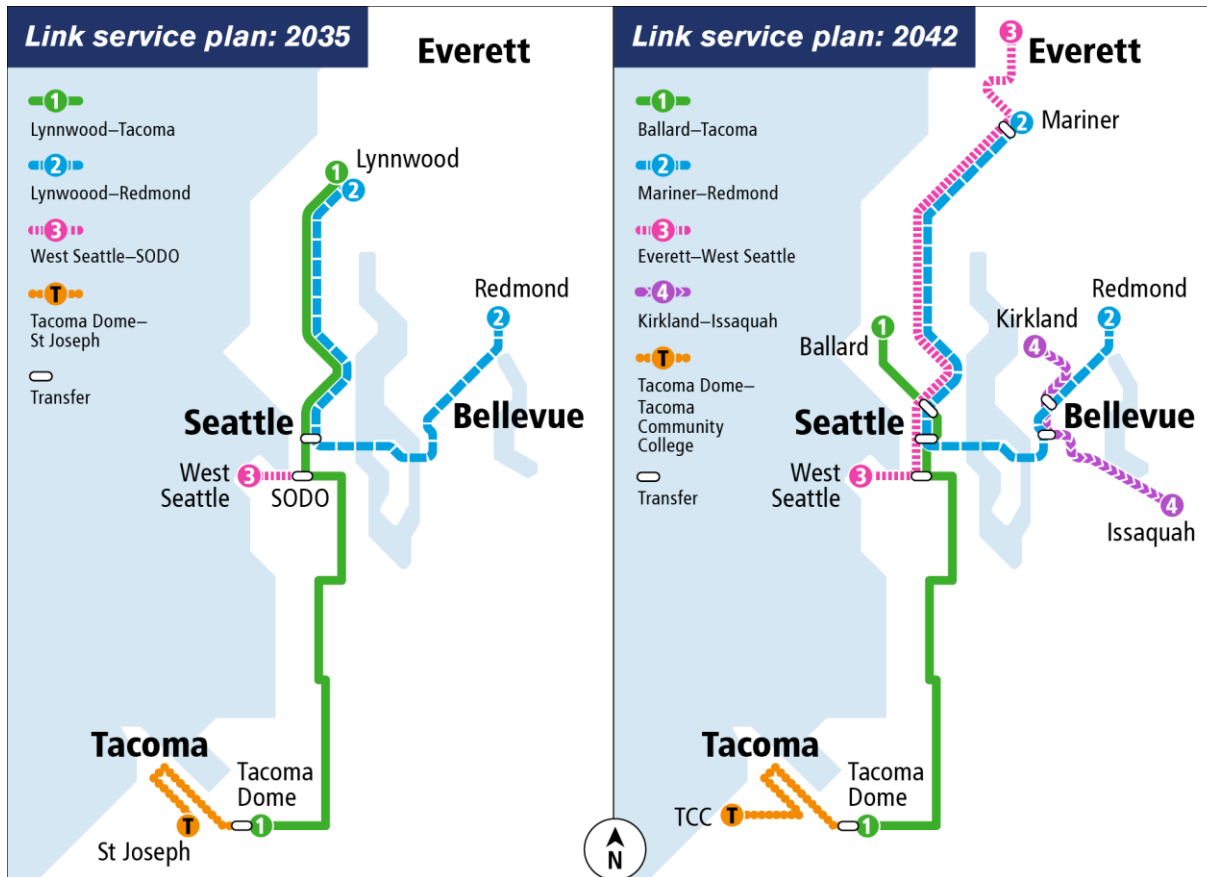 Link service plan: 2035
Everett
1
Lynnwood–Tacoma
2
Lynwoood–Redmond
3
West Seattle–SODO
T
Tacoma Dome–
St Joseph
Transfer
Lynnwood
1
2
Redmond
2
Seattle
Bellevue
West
Seattle
3
SODO
Tacoma
Tacoma
Dome
T
1
St Joseph
N
Link service plan: 2042
3
Everett
1
Ballard–Tacoma
2
Mariner–Redmond
3
Everett–West Seattle
4
Kirkland–Issaquah
T
Tacoma Dome–
Tacoma
Community
College
Transfer
2
Mariner
Redmond
2
Kirkland
4
1
Ballard
Seattle
Bellevue
West
Seattle
3
4
Issaquah
Tacoma
Tacoma
Dome
TCC
T
1